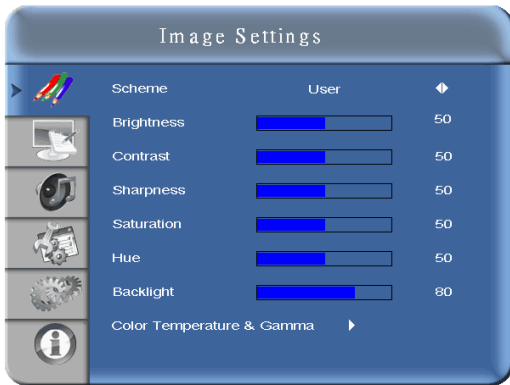 Image Settings
Scheme User
Brightness 50
Contrast 50
Sharpness 50
Saturation 50
Hue 50
Backlight 80
Color Temperature & Gamma